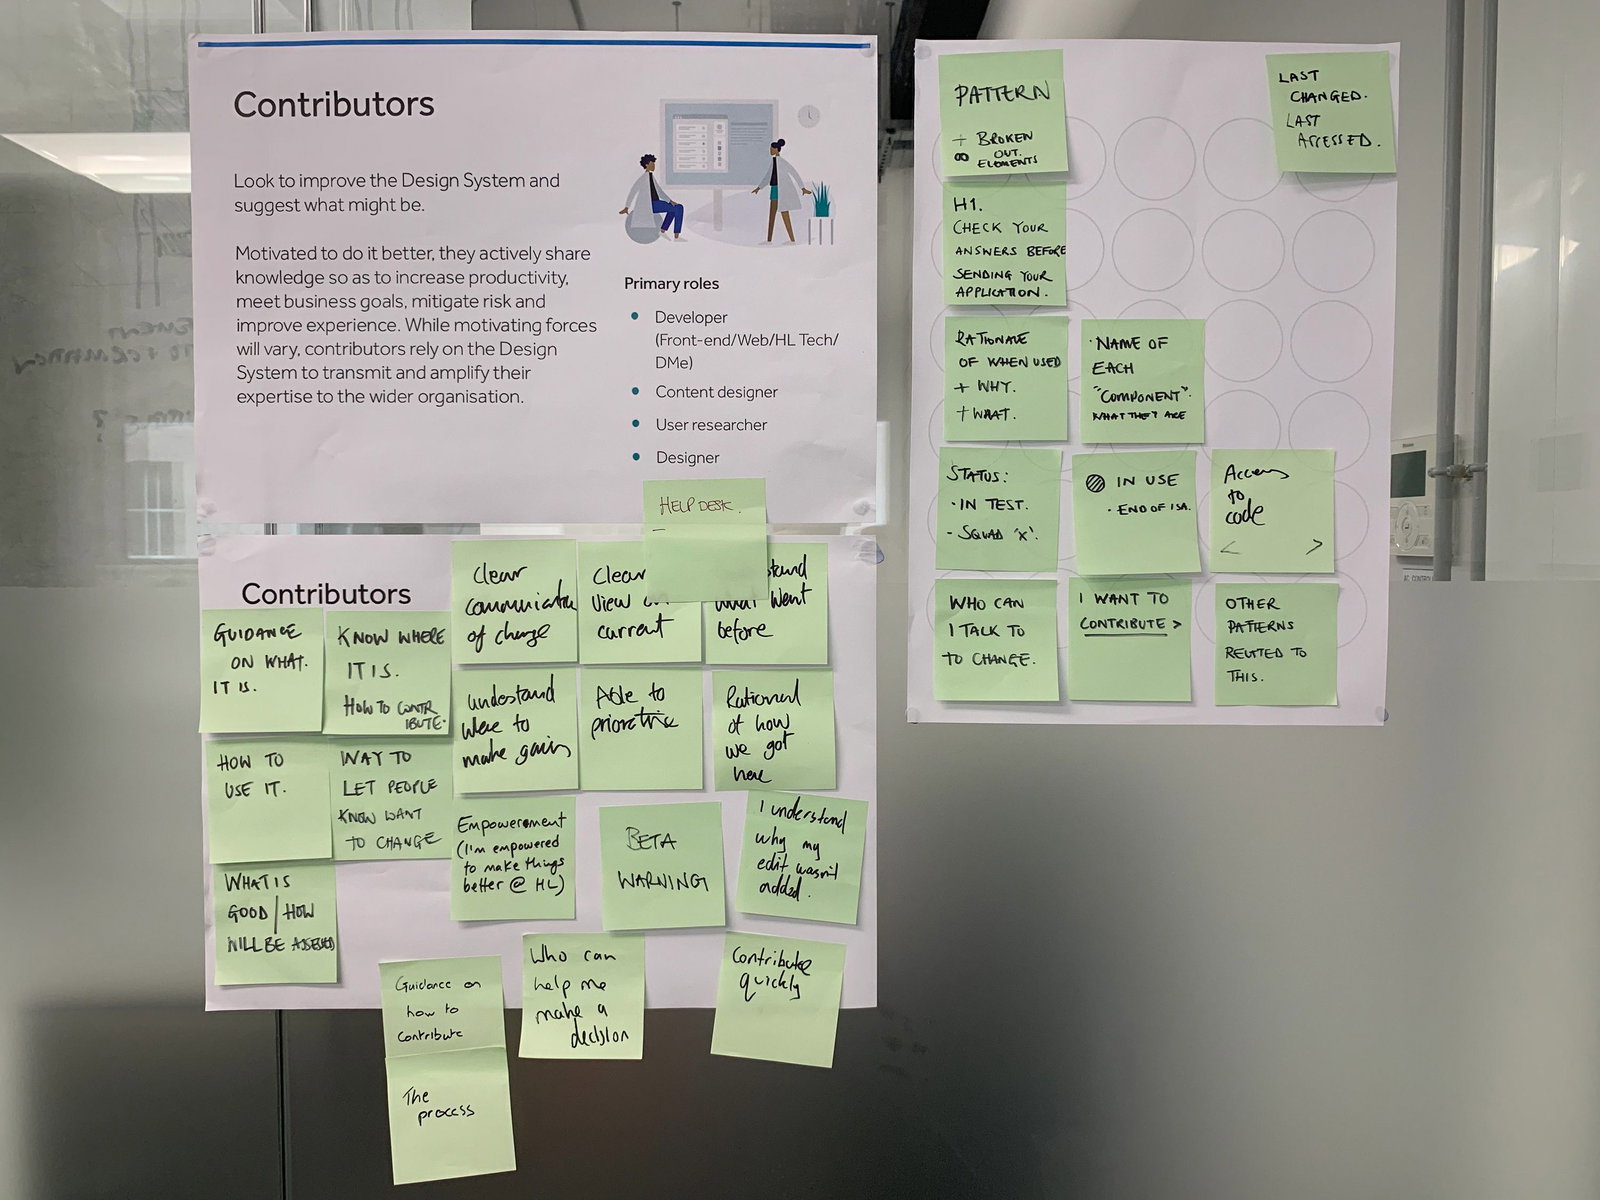 Contributors
Look to improve the Design System and
suggest what might be.
Motivated to do it better, they actively share
knowledge so as to increase productivity,
meet business goals, mitigate risk and
improve experience. While motivating forces
will vary, contributors rely on the Design
System to transmit and amplify their
expertise to the wider organisation.
Primary roles
Developer
(Front-end/Web/HL Tech/
DMe)
Content designer
User researcher
Designer
HELP DESK.
Contributors
GUIDANCE
ON WHAT.
IT IS.
KNOW WHERE
IT IS.
HOW TO CONTR
IBUTE.
Clear
communication
of change
Clear
view
current
stand
what went
before
HOW TO
USE IT.
WAY TO
LET PEOPLE
KNOW WANT
TO CHANGE
understand
where to
make gains
Able to
prioratise
Rational
of how
we got
here
WHAT IS
GOOD / HOW
WILL BE ASSESSED
Empowerment
(I'm empowered
to make things
better @ HL)
BETA
WARNING
I understand
why my
edit wasn't
added.
Guidance on
how to
contribute
The
process
Who can
help me
make a
decision
Contribute
quickly
PATTERN
+ BROKEN
OUT.
ELEMENTS
LAST
CHANGED.
LAST
ACCESSED.
H1.
CHECK YOUR
ANSWERS BEFORE
SENDING YOUR
APPLICATION.
RATIONALE
OF WHEN USED
+ WHY.
+ WHAT.
· NAME OF
EACH
"COMPONENT".
WHAT THEY ARE
STATUS:
· IN TEST.
- SQUAD 'X'.
IN USE
· END OF ISA.
Access
to
code
< >
WHO CAN
I TALK TO
TO CHANGE.
I WANT TO
CONTRIBUTE >
OTHER
PATTERNS
RELATED TO
THIS.